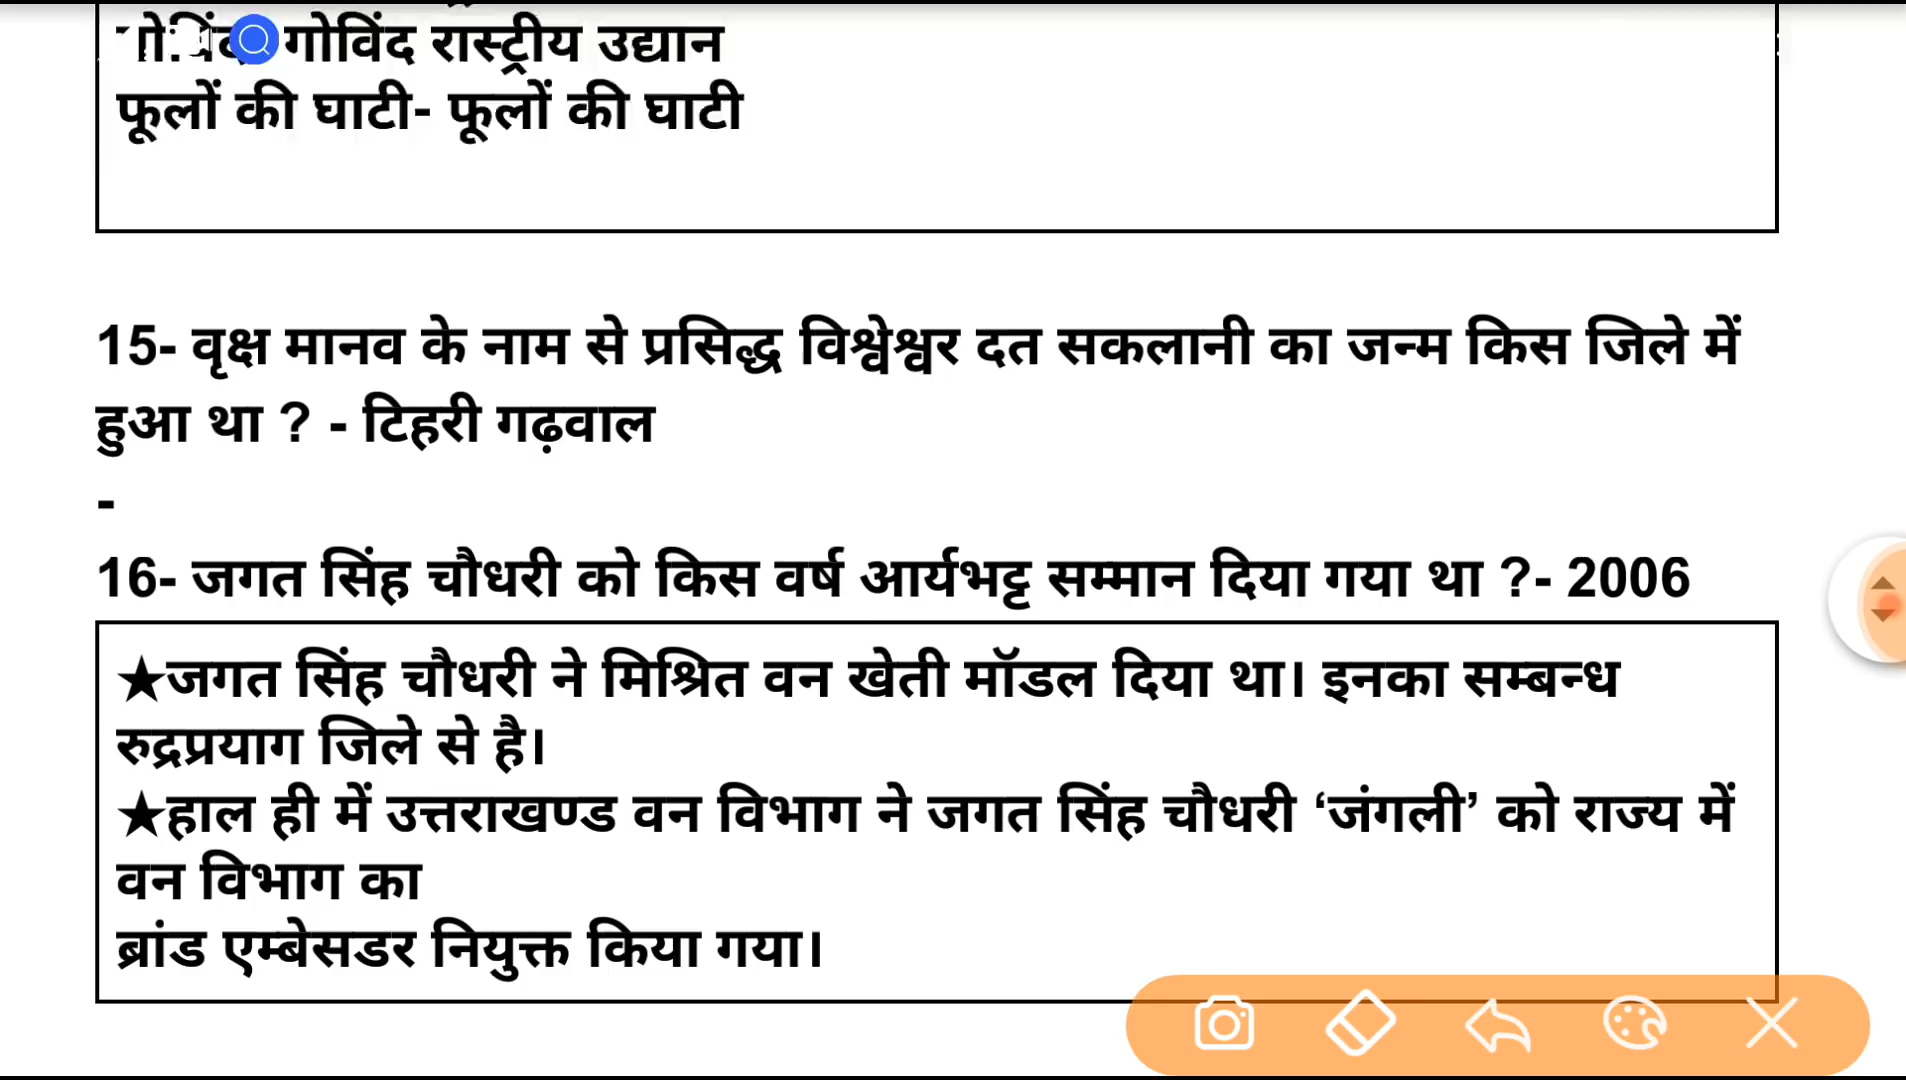 गोविंद रास्ट्रीय उद्यान
फूलों की घाटी- फूलों की घाटी
15- वृक्ष मानव के नाम से प्रसिद्ध विश्वेश्वर दत सकलानी का जन्म किस जिले में
हुआ था ? - टिहरी गढ़वाल
-
16- जगत सिंह चौधरी को किस वर्ष आर्यभट्ट सम्मान दिया गया था ?- 2006
★जगत सिंह चौधरी ने मिश्रित वन खेती मॉडल दिया था। इनका सम्बन्ध
रुद्रप्रयाग जिले से है।
★हाल ही में उत्तराखण्ड वन विभाग ने जगत सिंह चौधरी ‘जंगली’ को राज्य में
वन विभाग का
ब्रांड एम्बेसडर नियुक्त किया गया।